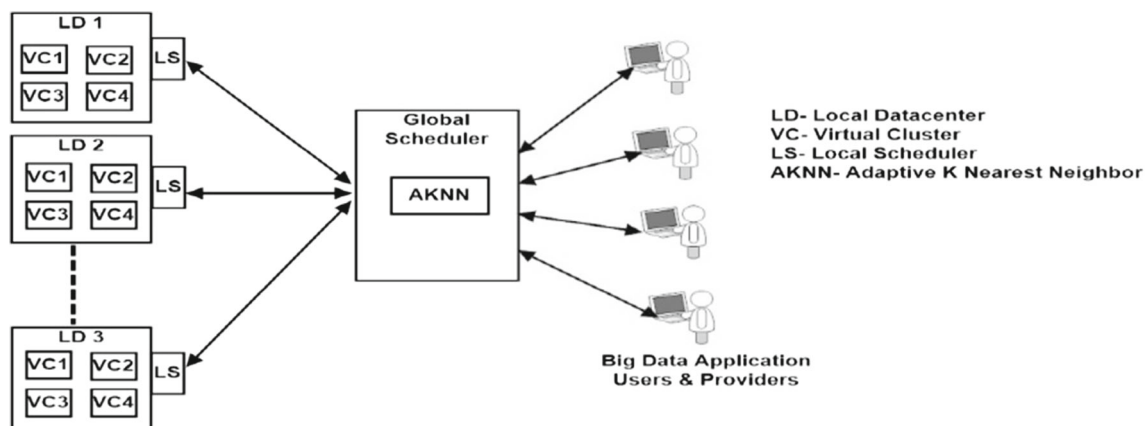 LD 1
VC1 VC2
LS
VC3 VC4
LD 2
VC1 VC2
LS
VC3 VC4
LD 3
VC1 VC2
LS
VC3 VC4
Global
Scheduler
AKNN
Big Data Application
Users & Providers
LD- Local Datacenter
VC- Virtual Cluster
LS- Local Scheduler
AKNN- Adaptive K Nearest Neighbor